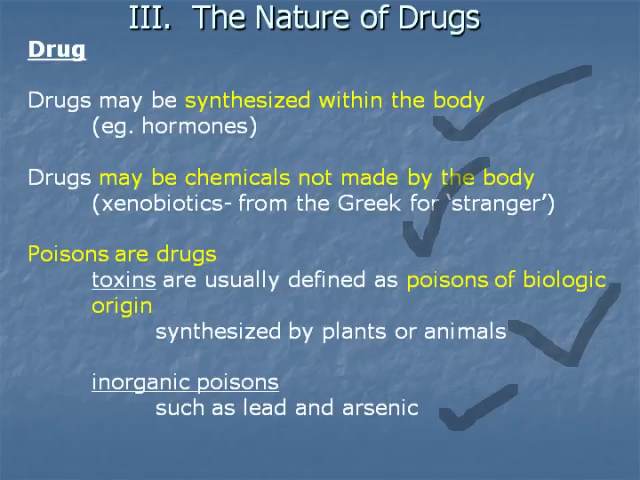 III. The Nature of Drugs
Drug
Drugs may be synthesized within the body
(eg. hormones)
Drugs may be chemicals not made by the body
(xenobiotics- from the Greek for ‘stranger’)
Poisons are drugs
toxins are usually defined as poisons of biologic
origin
synthesized by plants or animals
inorganic poisons
such as lead and arsenic